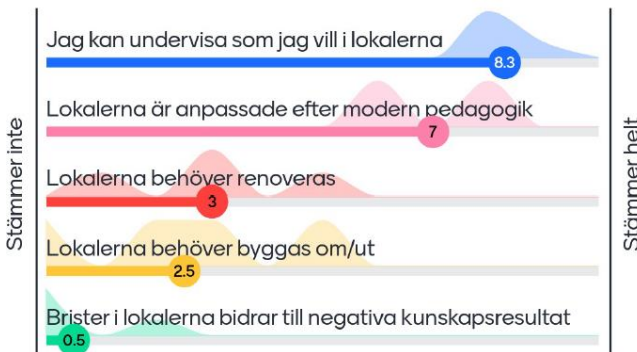 Stämmer inte
Jag kan undervisa som jag vill i lokalerna
8.3
Lokalerna är anpassade efter modern pedagogik
7
Lokalerna behöver renoveras
3
Lokalerna behöver byggas om/ut
2.5
Brister i lokalerna bidrar till negativa kunskapsresultat
0.5
Stämmer helt